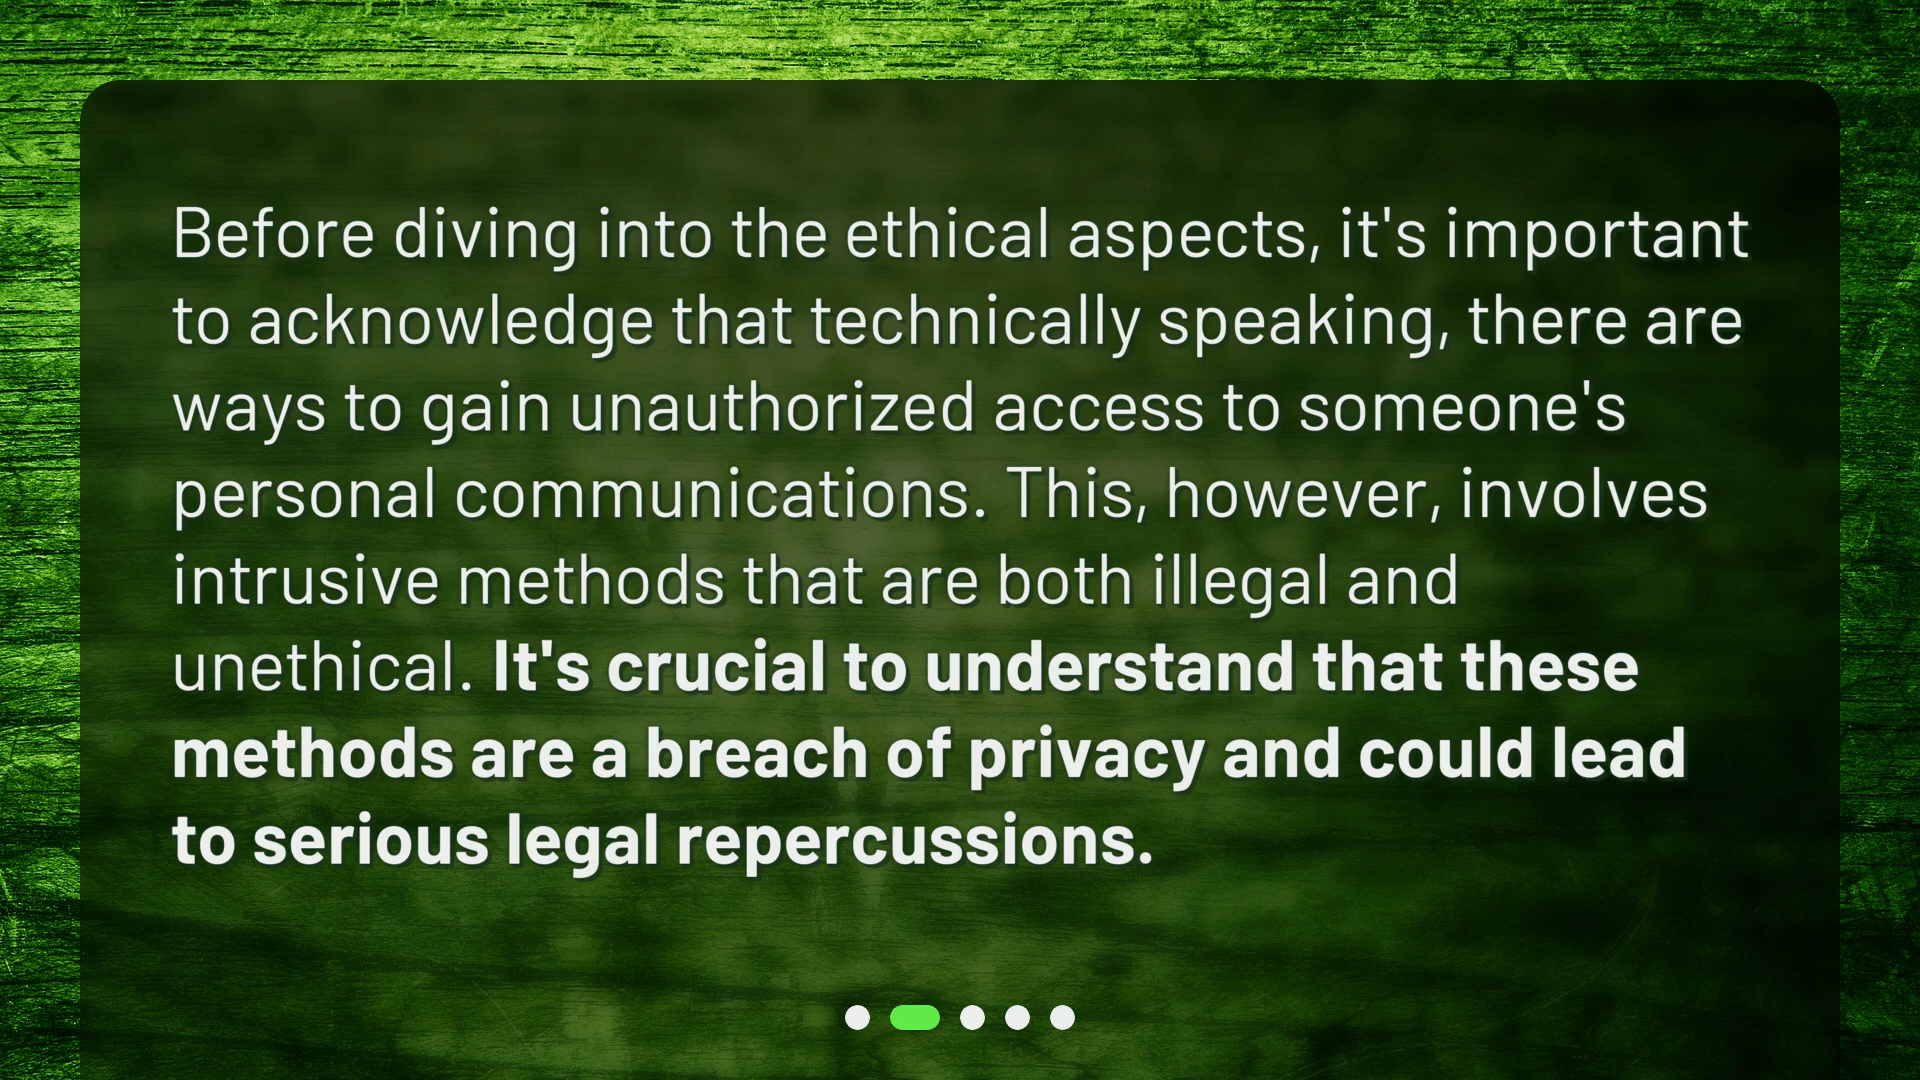 Before diving into the ethical aspects, it's important
to acknowledge that technically speaking, there are
ways to gain unauthorized access to someone's
personal communications. This, however, involves
intrusive methods that are both illegal and
unethical. It's crucial to understand that these
methods are a breach of privacy and could lead
to serious legal repercussions.